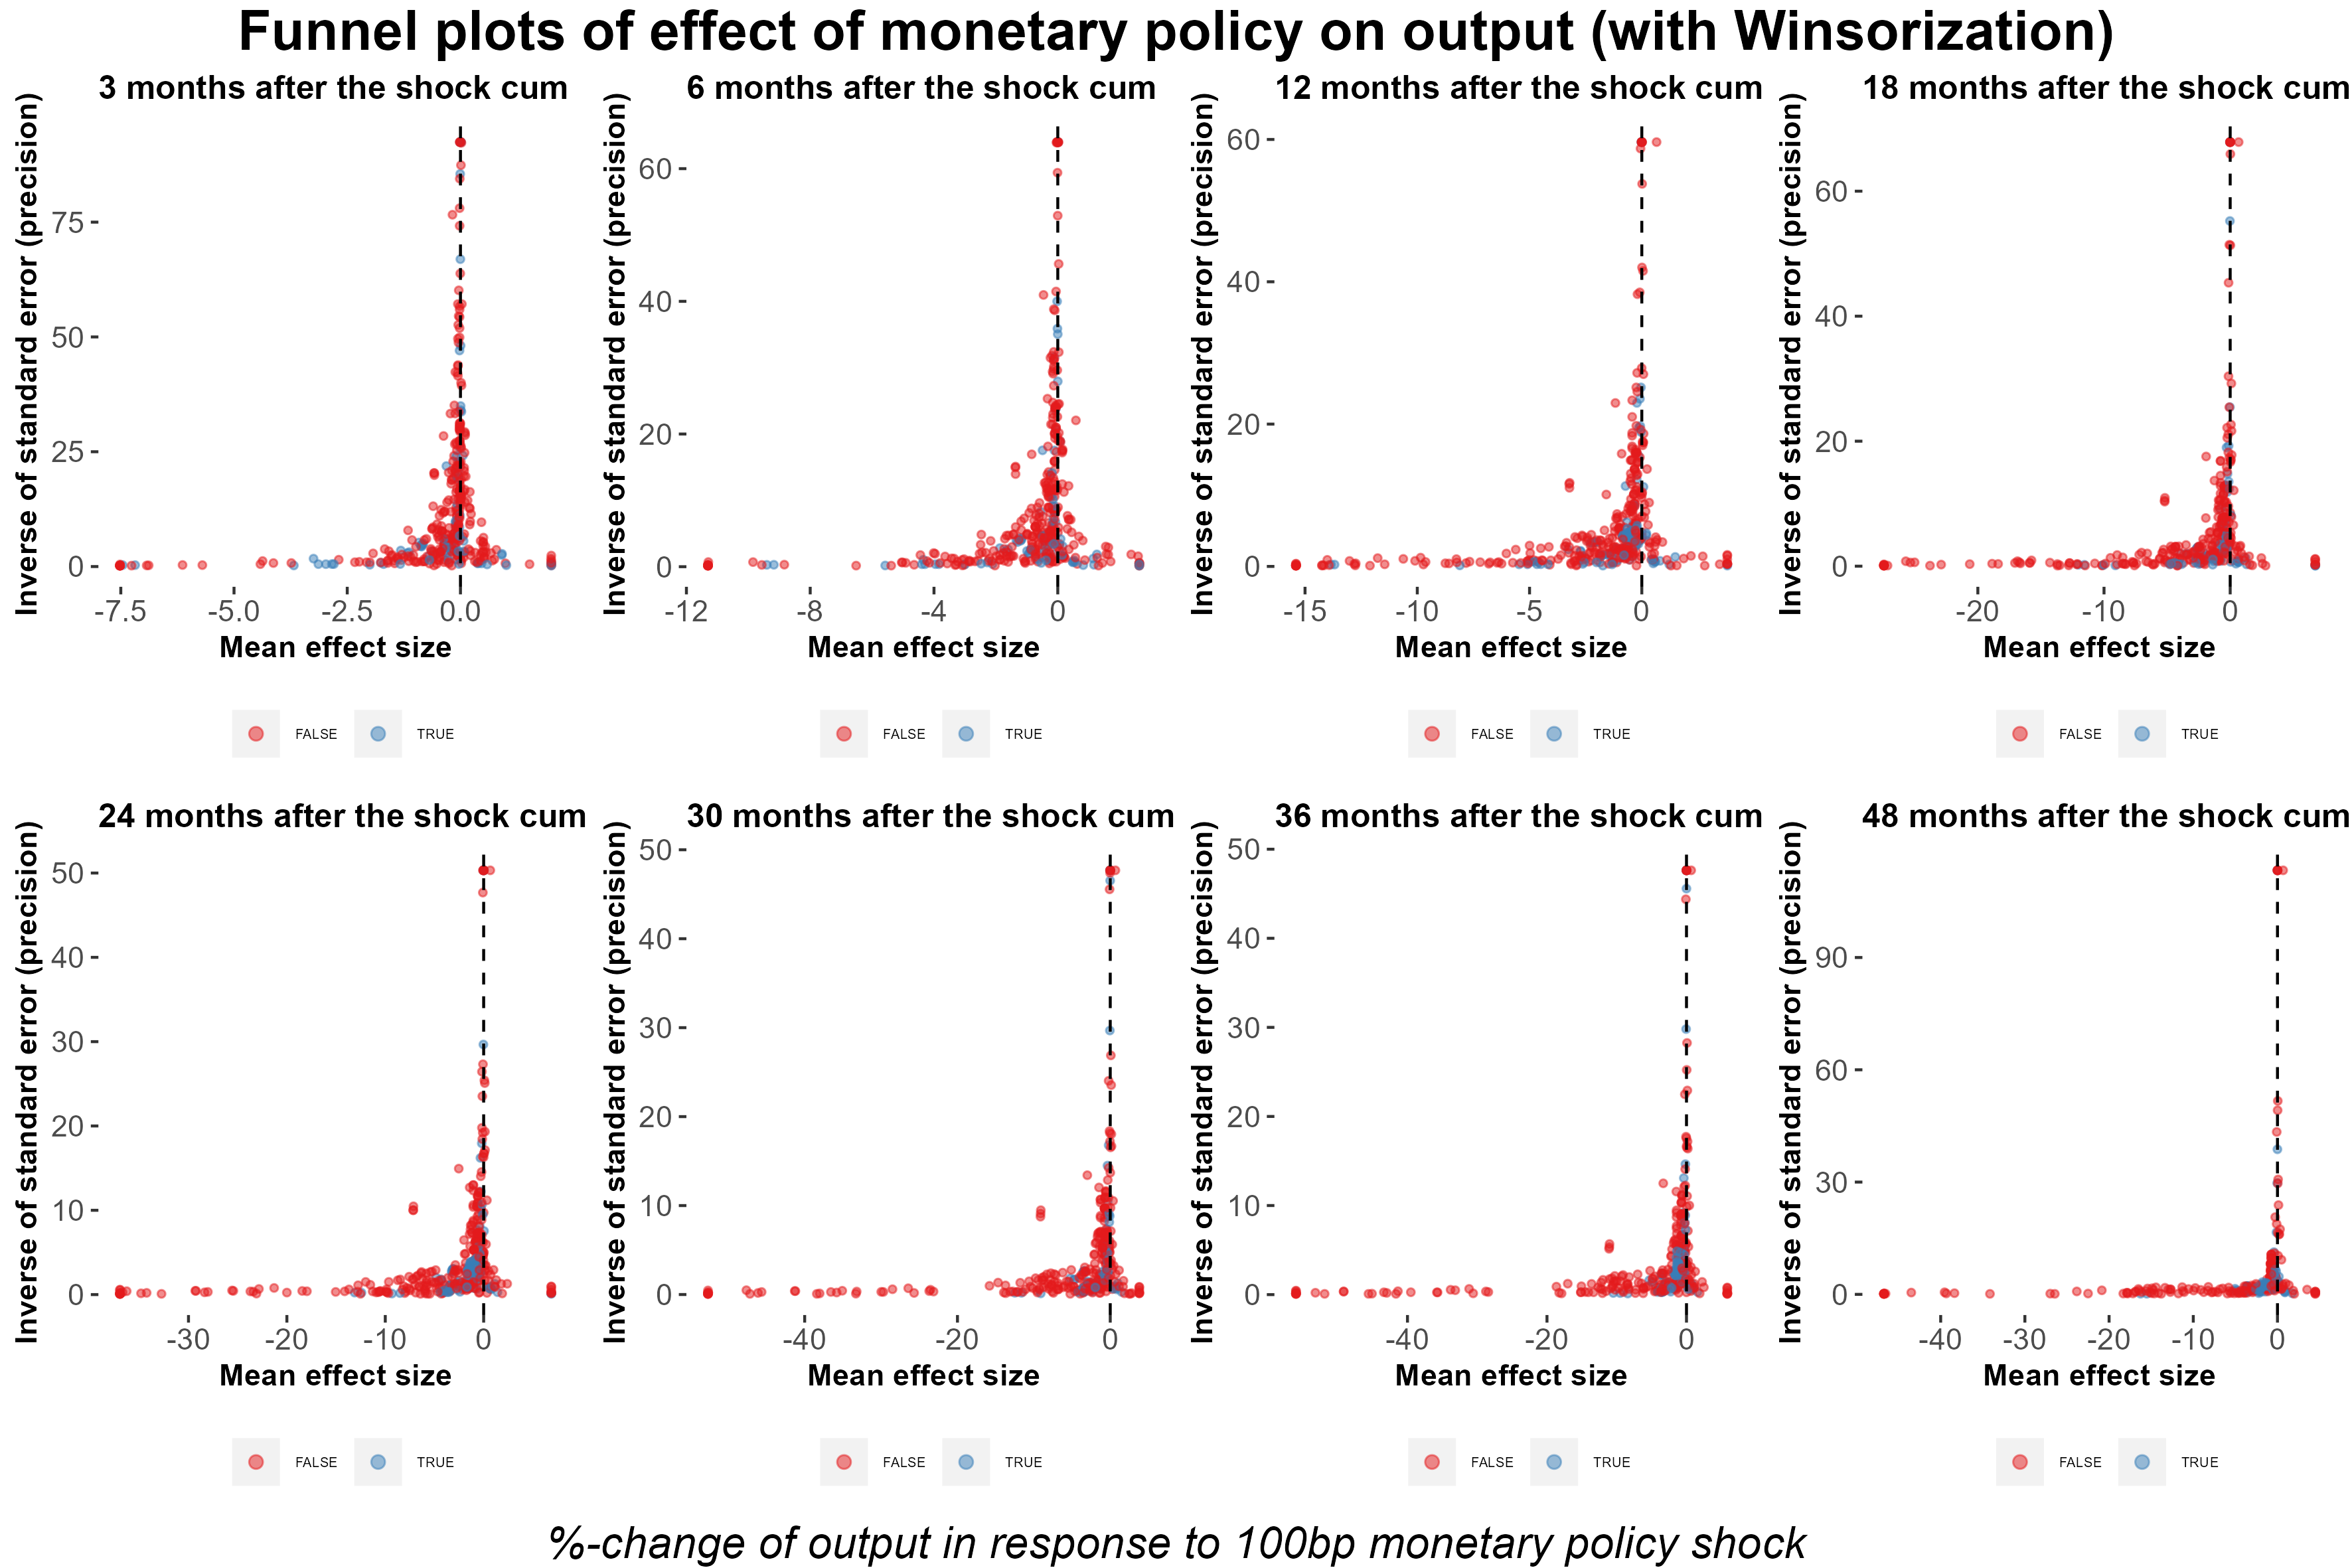 Funnel plots of effect of monetary policy on output (with Winsorization)
3 months after the shock cum
Inverse of standard error (precision)
75
50
25
0
-7.5 -5.0 -2.5 0.0
Mean effect size
FALSE TRUE
6 months after the shock cum
Inverse of standard error (precision)
60
40
20
0
-12 -8 -4 0
Mean effect size
FALSE TRUE
12 months after the shock cum
Inverse of standard error (precision)
60
40
20
0
-15 -10 -5 0
Mean effect size
FALSE TRUE
18 months after the shock cum
Inverse of standard error (precision)
60
40
20
0
-20 -10 0
Mean effect size
FALSE TRUE
24 months after the shock cum
Inverse of standard error (precision)
50
40
30
20
10
0
-30 -20 -10 0
Mean effect size
FALSE TRUE
30 months after the shock cum
Inverse of standard error (precision)
50
40
30
20
10
0
-40 -20 0
Mean effect size
FALSE TRUE
36 months after the shock cum
Inverse of standard error (precision)
50
40
30
20
10
0
-40 -20 0
Mean effect size
FALSE TRUE
48 months after the shock cum
Inverse of standard error (precision)
90
60
30
0
-40 -30 -20 -10 0
Mean effect size
FALSE TRUE
%-change of output in response to 100bp monetary policy shock